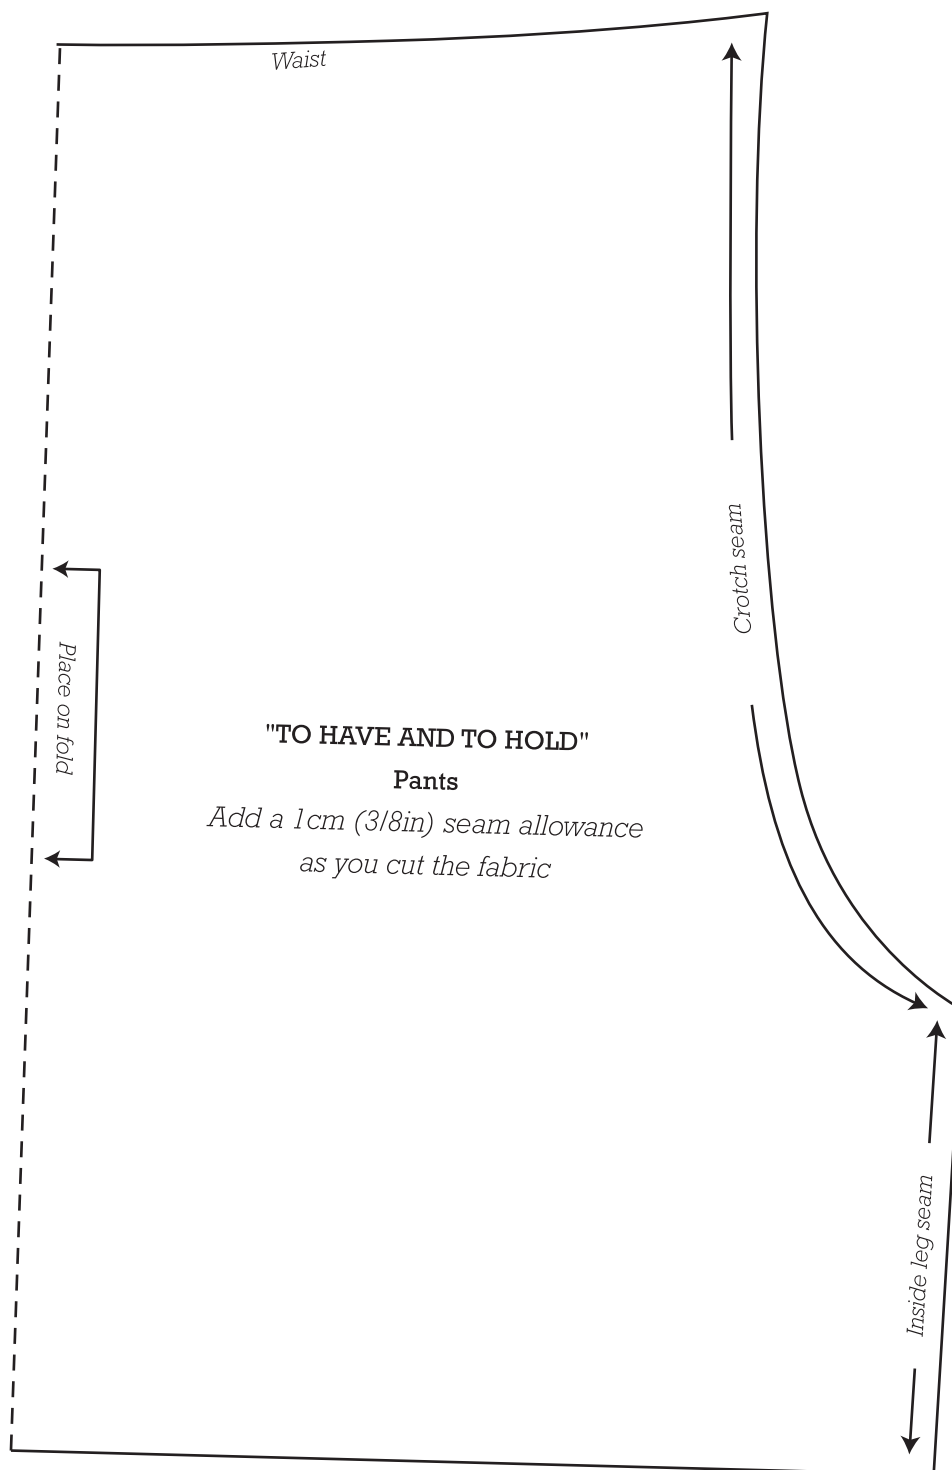 Waist
Crotch seam
Place on fold
"TO HAVE AND TO HOLD"
Pants
Add a 1cm (3/8in) seam allowance
as you cut the fabric
Inside leg seam